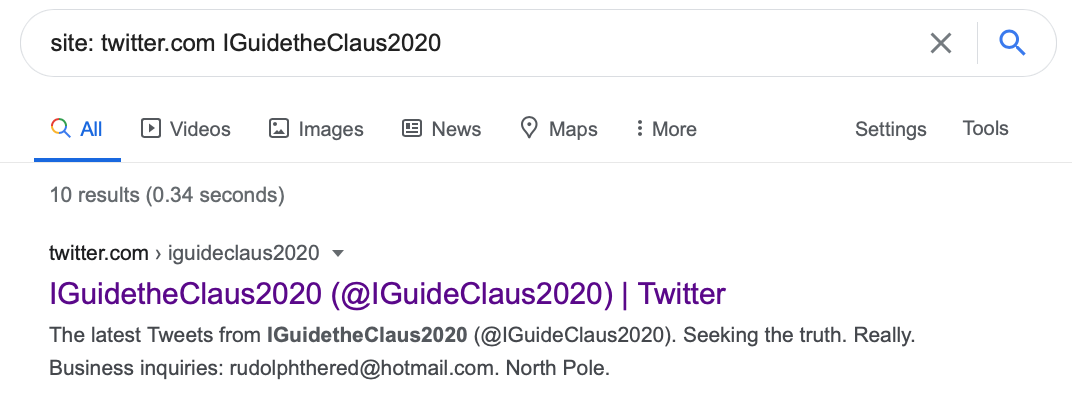 site: twitter.com IGuidetheClaus2020
All Videos Images News Maps More Settings Tools
10 results (0.34 seconds)
twitter.com › iguideclaus2020
IGuidetheClaus2020 (@IGuideClaus2020) | Twitter
The latest Tweets from IGuidetheClaus2020 (@IGuideClaus2020). Seeking the truth. Really.
Business inquiries: rudolphthered@hotmail.com. North Pole.